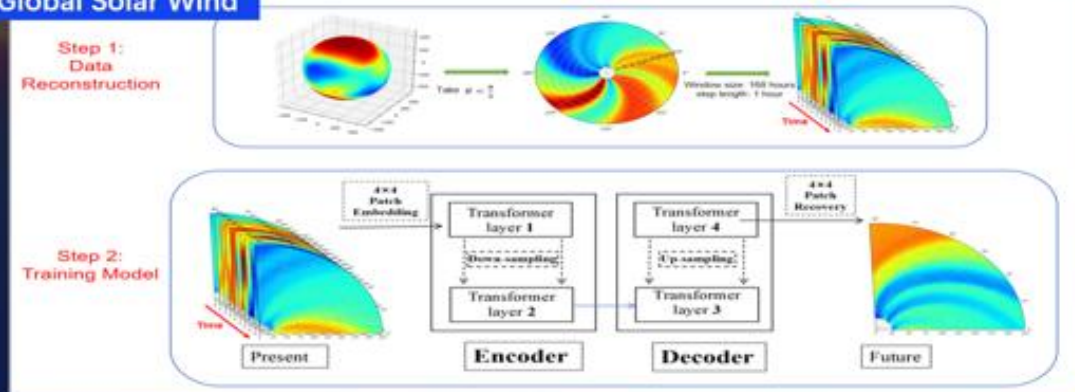 Global Solar Wind
Step 1:
Data
Reconstruction
Window size: 168 hours
step length: 1 hour
Time
Step 2:
Training Model
4×4
Patch
Embedding
Transformer
layer 1
Down-sampling
Transformer
layer 2
Encoder
Transformer
layer 4
Up-sampling
Transformer
layer 3
Decoder
4×4
Patch
Recovery
Time
Present
Future